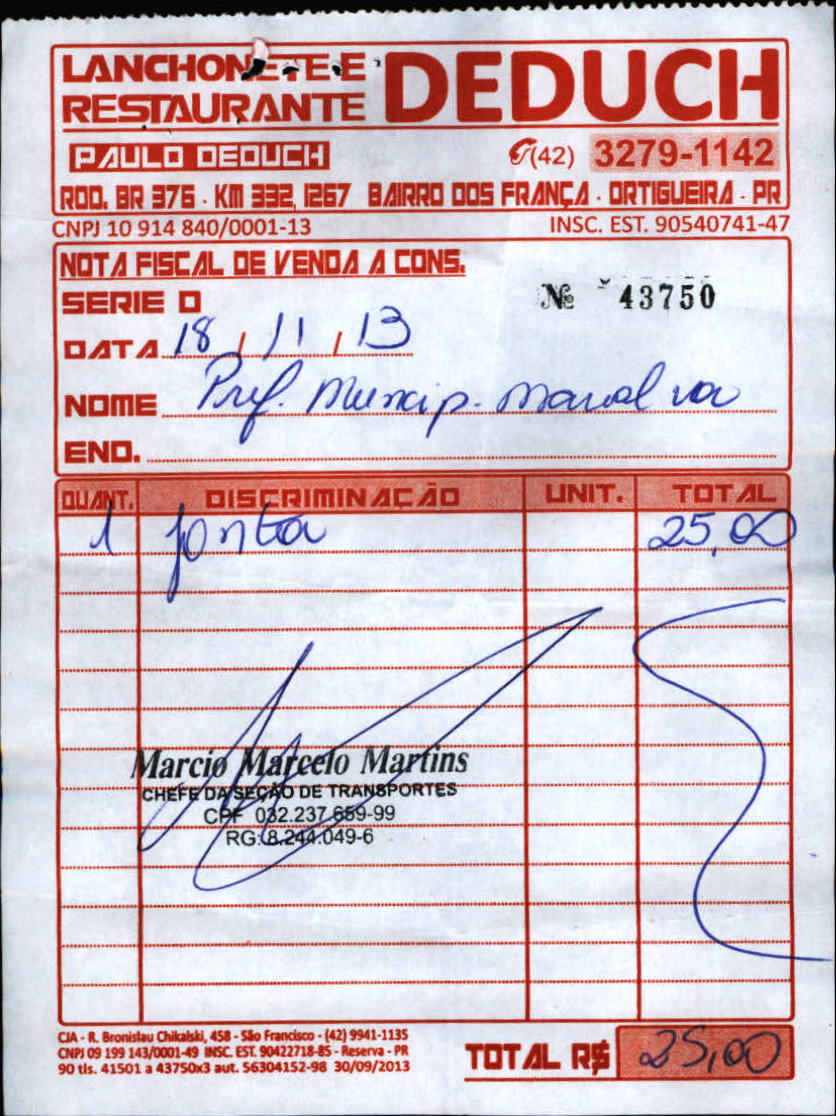 LANCHONETE E
RESTAURANTE DEDUCH
PAULO DEDUCH (42) 3279-1142
ROD. BR 376 - KM 332, 1267 BAIRRO DOS FRANÇA - ORTIGUEIRA - PR
CNPJ 10 914 840/0001-13 INSC. EST. 90540741-47
NOTA FISCAL DE VENDA A CONS.
SERIE D Nº 43750
DATA 18/11/13
NOME Pref. Muncip. Marialva
END.
QUANT. DISCRIMINAÇÃO UNIT. TOTAL
1 janta 25,00
Marcio Marcelo Martins
CHEFE DA SEÇÃO DE TRANSPORTES
CPF 032.237.659-99
RG: 8.244.049-6
CJA - R. Bronislau Chikalski, 458 - São Francisco - (42) 9941-1135
CNPJ 09 199 143/0001-49 INSC. EST. 90422718-85 - Reserva - PR
90 tls. 41501 a 43750x3 aut. 56304152-98 30/09/2013
TOTAL R$ 25,00